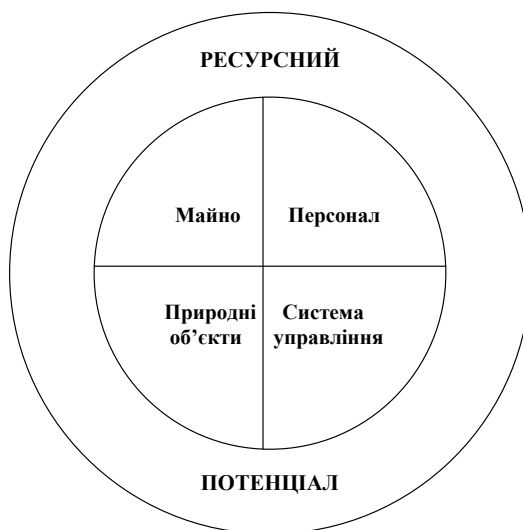 РЕСУРСНИЙ
Майно
Персонал
Природні
об’єкти
Система
управління
ПОТЕНЦІАЛ